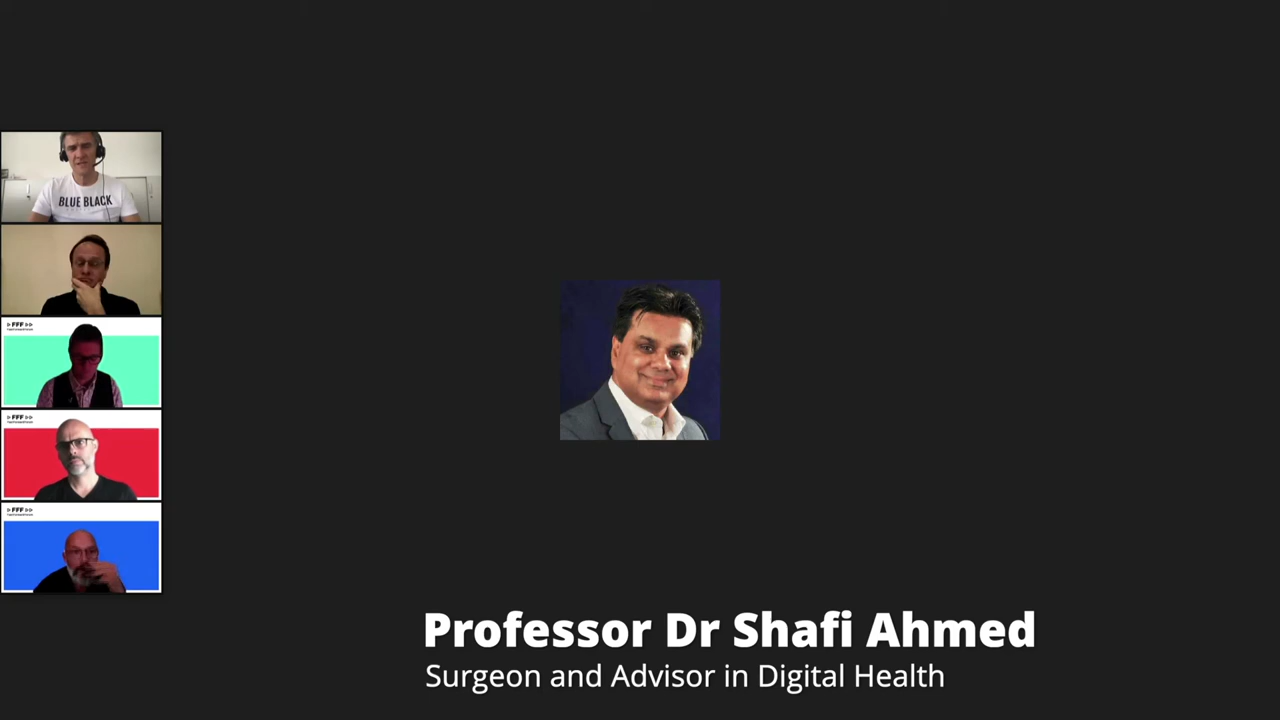 BLUE BLACK
FFF
FFF
FFF
Professor Dr Shafi Ahmed
Surgeon and Advisor in Digital Health